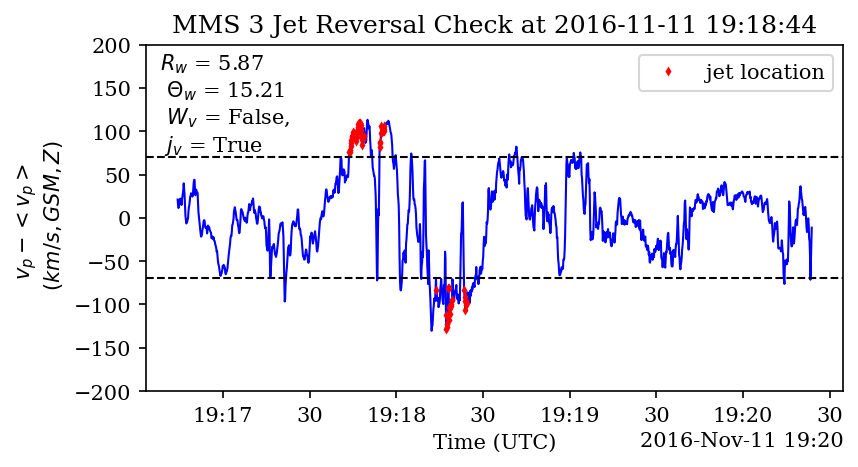 MMS 3 Jet Reversal Check at 2016-11-11 19:18:44
R_w = 5.87
Θ_w = 15.21
W_v = False,
j_v = True
jet location
v_p − < v_p >
(km/s, GSM, Z)
200
150
100
50
0
−50
−100
−150
−200
19:17 30 19:18 30 19:19 30 19:20 30
Time (UTC)
2016-Nov-11 19:20